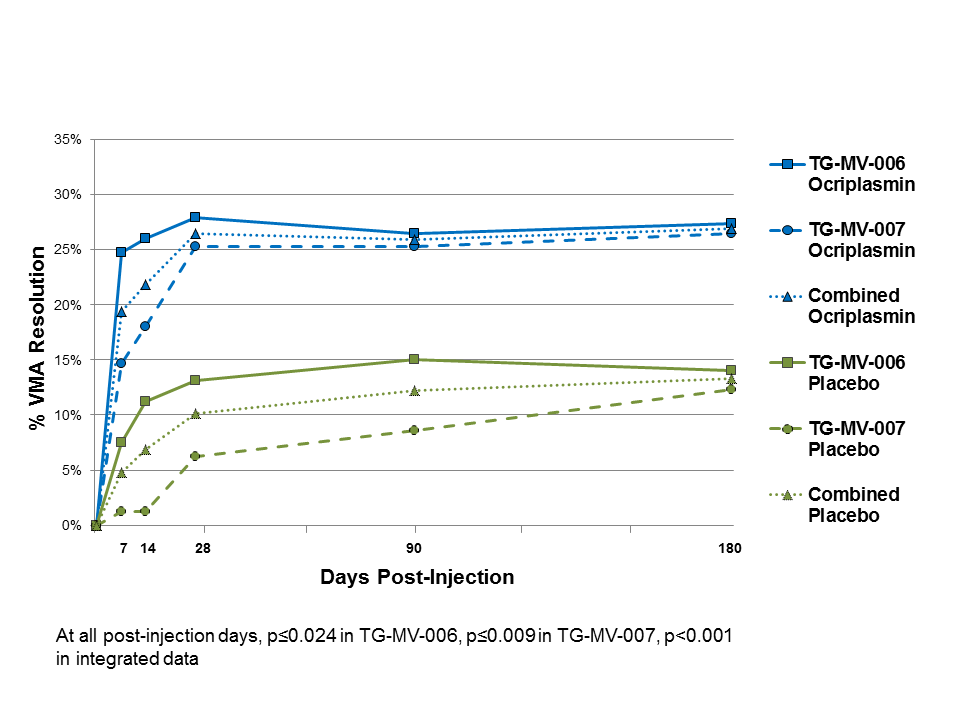 35%
30%
25%
20%
15%
10%
5%
0%
% VMA Resolution
7 14 28 90 180
Days Post-Injection
TG-MV-006
Ocriplasmin
TG-MV-007
Ocriplasmin
Combined
Ocriplasmin
TG-MV-006
Placebo
TG-MV-007
Placebo
Combined
Placebo
At all post-injection days, p≤0.024 in TG-MV-006, p≤0.009 in TG-MV-007, p<0.001
in integrated data